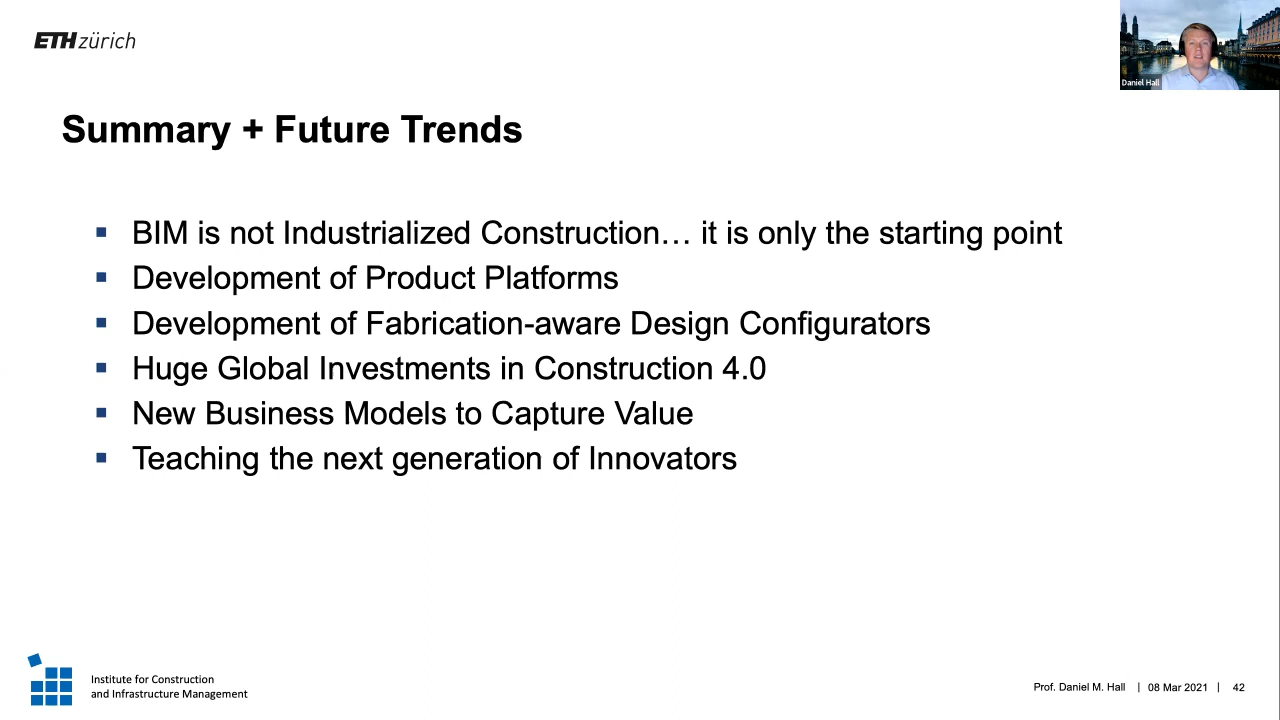 ETH zürich
Daniel Hall
Summary + Future Trends
▪ BIM is not Industrialized Construction… it is only the starting point
▪ Development of Product Platforms
▪ Development of Fabrication-aware Design Configurators
▪ Huge Global Investments in Construction 4.0
▪ New Business Models to Capture Value
▪ Teaching the next generation of Innovators
Institute for Construction
and Infrastructure Management
Prof. Daniel M. Hall | 08 Mar 2021 | 42